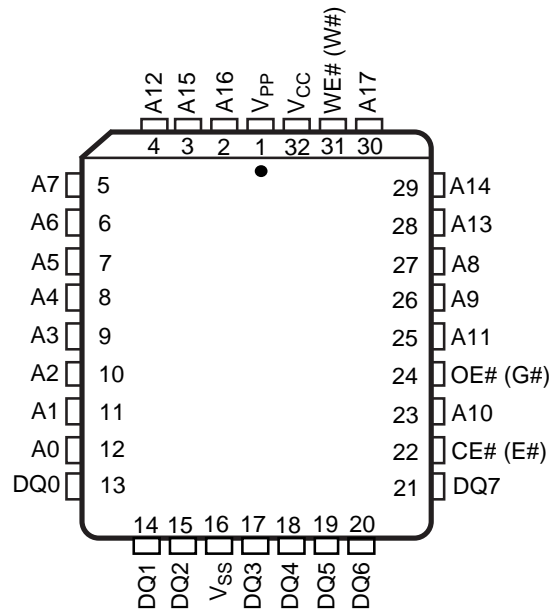 A12 A15 A16 VPP VCC WE# (W#) A17
4 3 2 1 32 31 30
A7 5 29 A14
A6 6 28 A13
A5 7 27 A8
A4 8 26 A9
A3 9 25 A11
A2 10 24 OE# (G#)
A1 11 23 A10
A0 12 22 CE# (E#)
DQ0 13 21 DQ7
14 15 16 17 18 19 20
DQ1 DQ2 VSS DQ3 DQ4 DQ5 DQ6